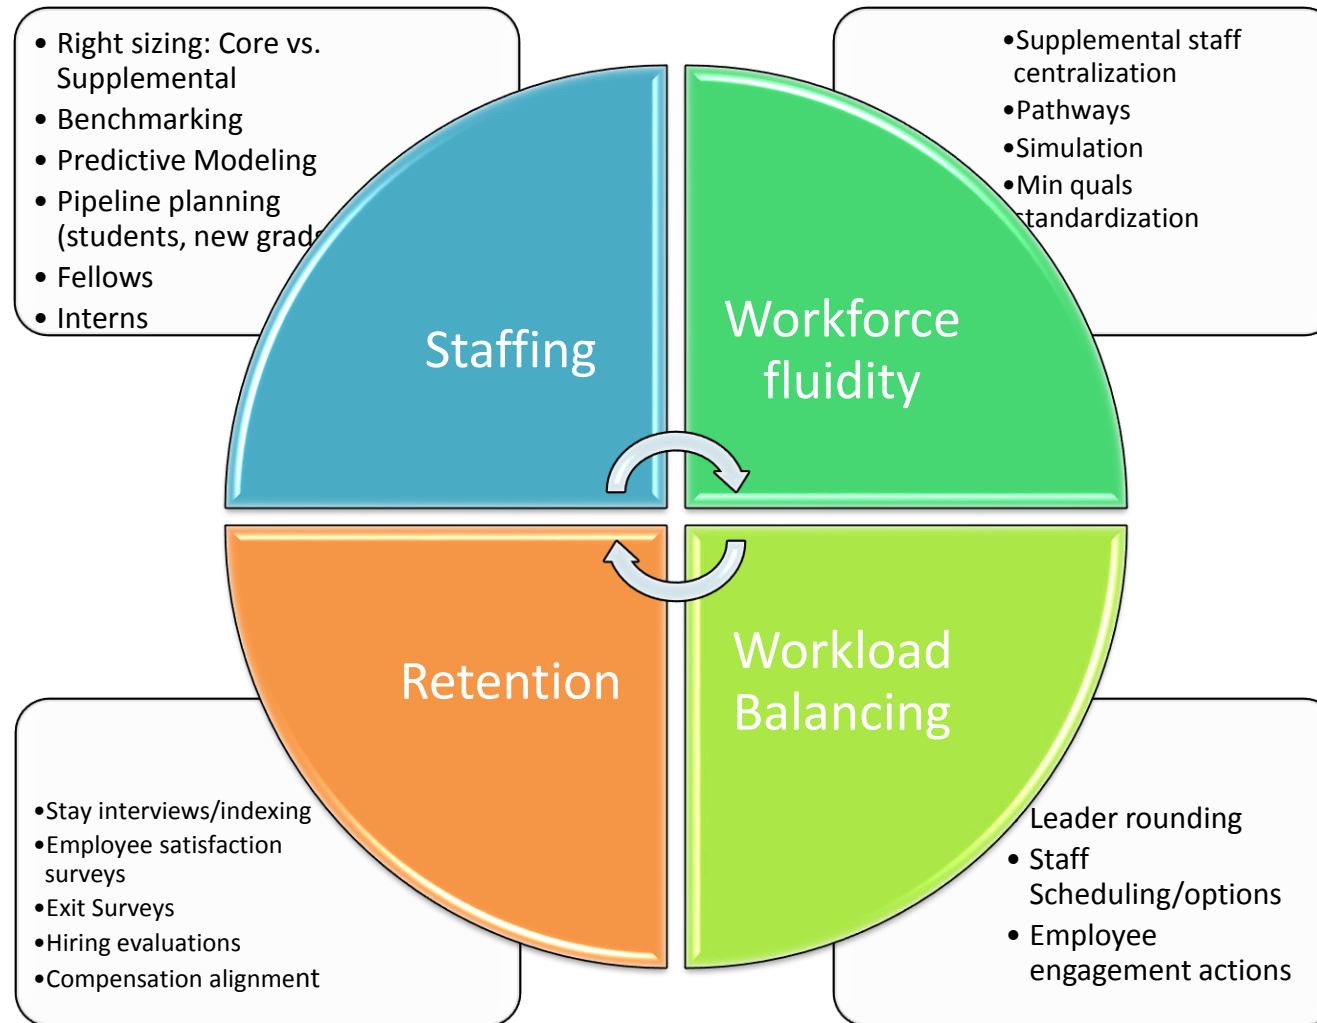 • Right sizing: Core vs.
Supplemental
• Benchmarking
• Predictive Modeling
• Pipeline planning
(students, new grads
• Fellows
• Interns
•Supplemental staff
centralization
•Pathways
•Simulation
•Min quals
standardization
Staffing
Workforce
fluidity
Retention
Workload
Balancing
•Stay interviews/indexing
•Employee satisfaction
surveys
•Exit Surveys
•Hiring evaluations
•Compensation alignment
Leader rounding
• Staff
Scheduling/options
• Employee
engagement actions